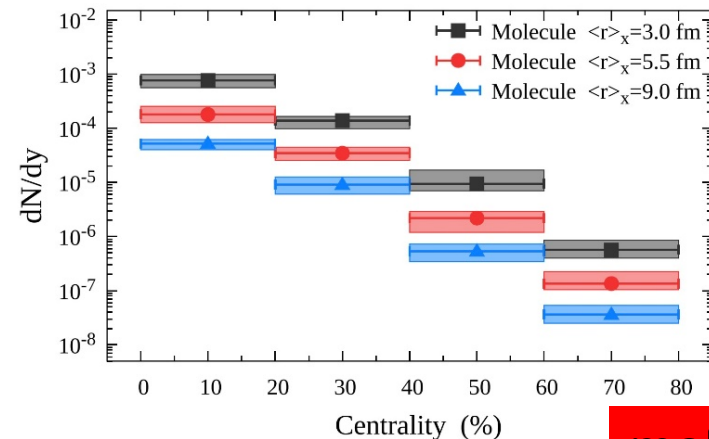 10⁻²
10⁻³
10⁻⁴
10⁻⁵
10⁻⁶
10⁻⁷
10⁻⁸
dN/dy
Molecule <r>ₓ=3.0 fm
Molecule <r>ₓ=5.5 fm
Molecule <r>ₓ=9.0 fm
0 10 20 30 40 50 60 70 80
Centrality (%)